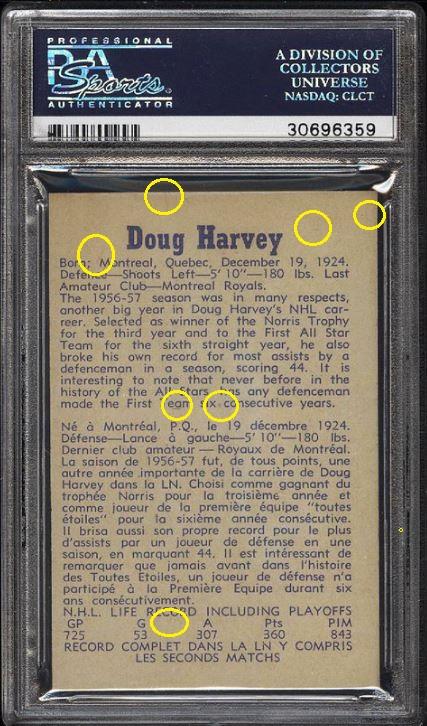 PROFESSIONAL
PSA
Sports
AUTHENTICATOR
A DIVISION OF
COLLECTORS
UNIVERSE
NASDAQ: CLCT
30696359
Doug Harvey
Born; Montreal, Quebec, December 19, 1924.
Defence—Shoots Left—5' 10"—180 lbs. Last
Amateur Club—Montreal Royals.
The 1956-57 season was in many respects,
another big year in Doug Harvey's NHL car-
reer. Selected as winner of the Norris Trophy
for the third year and to the First All Star
Team for the sixth straight year, he also
broke his own record for most assists by a
defenceman in a season, scoring 44. It is
interesting to note that never before in the
history of the All-Stars has any defenceman
made the First Team six consecutive years.
Né à Montréal, P.Q., le 19 décembre 1924.
Défense—Lance à gauche—5'10"—180 lbs.
Dernier club amateur — Royaux de Montréal.
La saison de 1956-57 fut, de tous points, une
autre année importante de la carrière de Doug
Harvey dans la LN. Choisi comme gagnant du
trophée Norris pour la troisième année et
comme joueur de la première équipe "toutes
étoiles" pour la sixième année consécutive.
Il brisa aussi son propre record pour le plus
d'assists par un joueur de défense en une
saison, en marquant 44. Il est intéressant de
remarquer que jamais avant dans l'histoire
des Toutes Etoiles, un joueur de défense n'a
participé à la Première Equipe durant six
ans consécutivement.
N.H.L. LIFE RECORD INCLUDING PLAYOFFS
GP G A Pts PIM
725 53 307 360 843
RECORD COMPLET DANS LA LN Y COMPRIS
LES SECONDS MATCHS